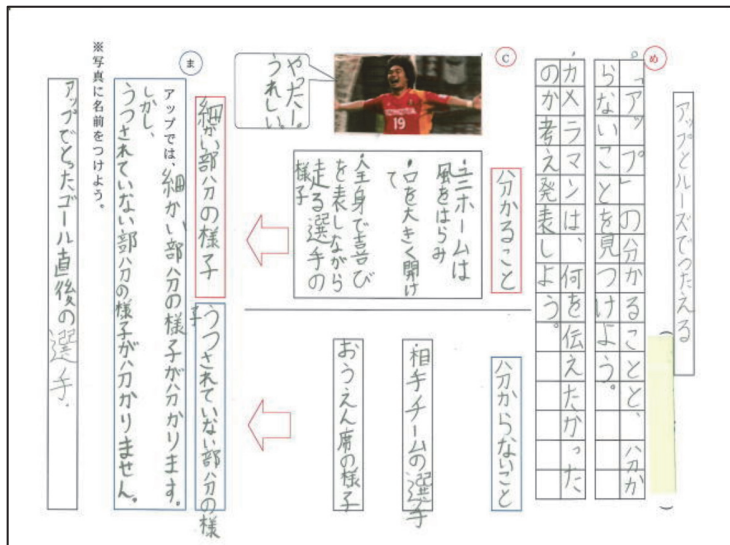 アップとルーズでつたえる
(　　)
め
。「アップ」の分かることと、分か
らないことを見つけよう。
・カメラマンは、何を伝えたかった
のか考え発表しよう。
C
TOYOTA
19
やったー。
うれしい。
分かること
・ユニホームは
風をはらみ
・口を大きく開け
て
・全身で喜び
を表しながら
走る選手の
様子
分からないこと
・相手チームの選手
おうえん席の様子
細かい部分の様子
うつされていない部分の様
子
ま
アップでは、細かい部分の様子が分かります。
しかし、
うつされていない部分の様子が分かりません。
※写真に名前をつけよう。
アップでとったゴール直後の選手.